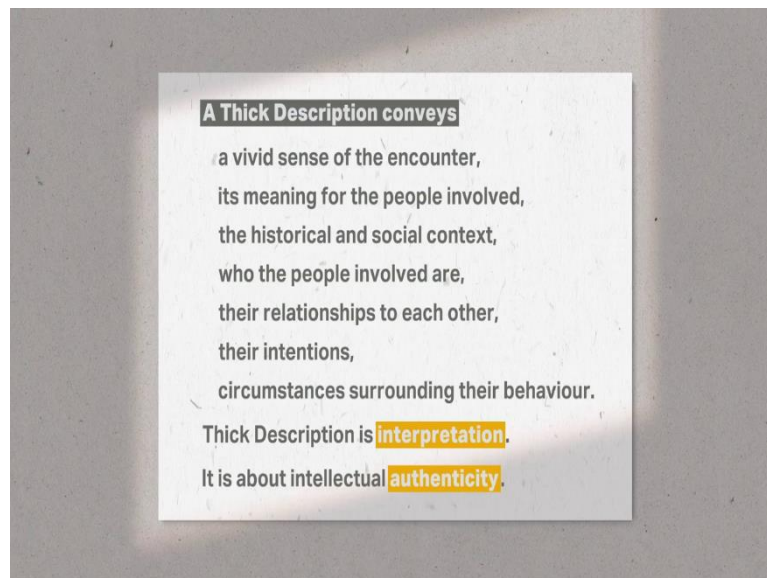 A Thick Description conveys
a vivid sense of the encounter,
its meaning for the people involved,
the historical and social context,
who the people involved are,
their relationships to each other,
their intentions,
circumstances surrounding their behaviour.
Thick Description is interpretation.
It is about intellectual authenticity.